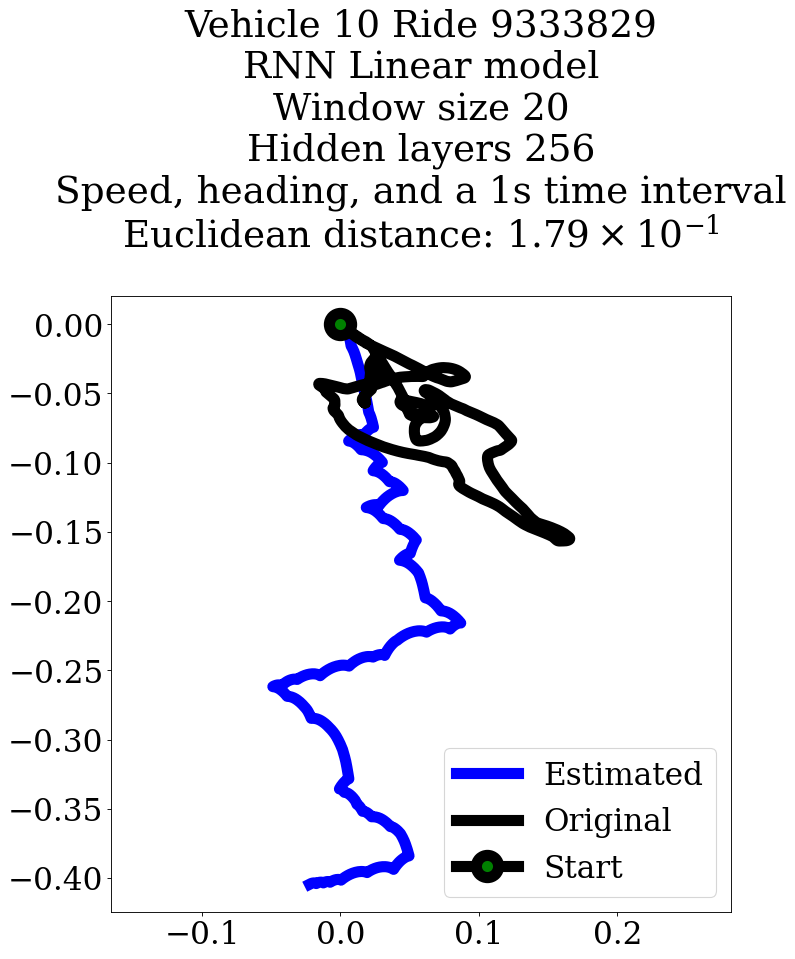 Vehicle 10 Ride 9333829
RNN Linear model
Window size 20
Hidden layers 256
Speed, heading, and a 1s time interval
Euclidean distance: 1.79 × 10⁻¹
0.00
−0.05
−0.10
−0.15
−0.20
−0.25
−0.30
−0.35
−0.40
Estimated
Original
Start
−0.1 0.0 0.1 0.2